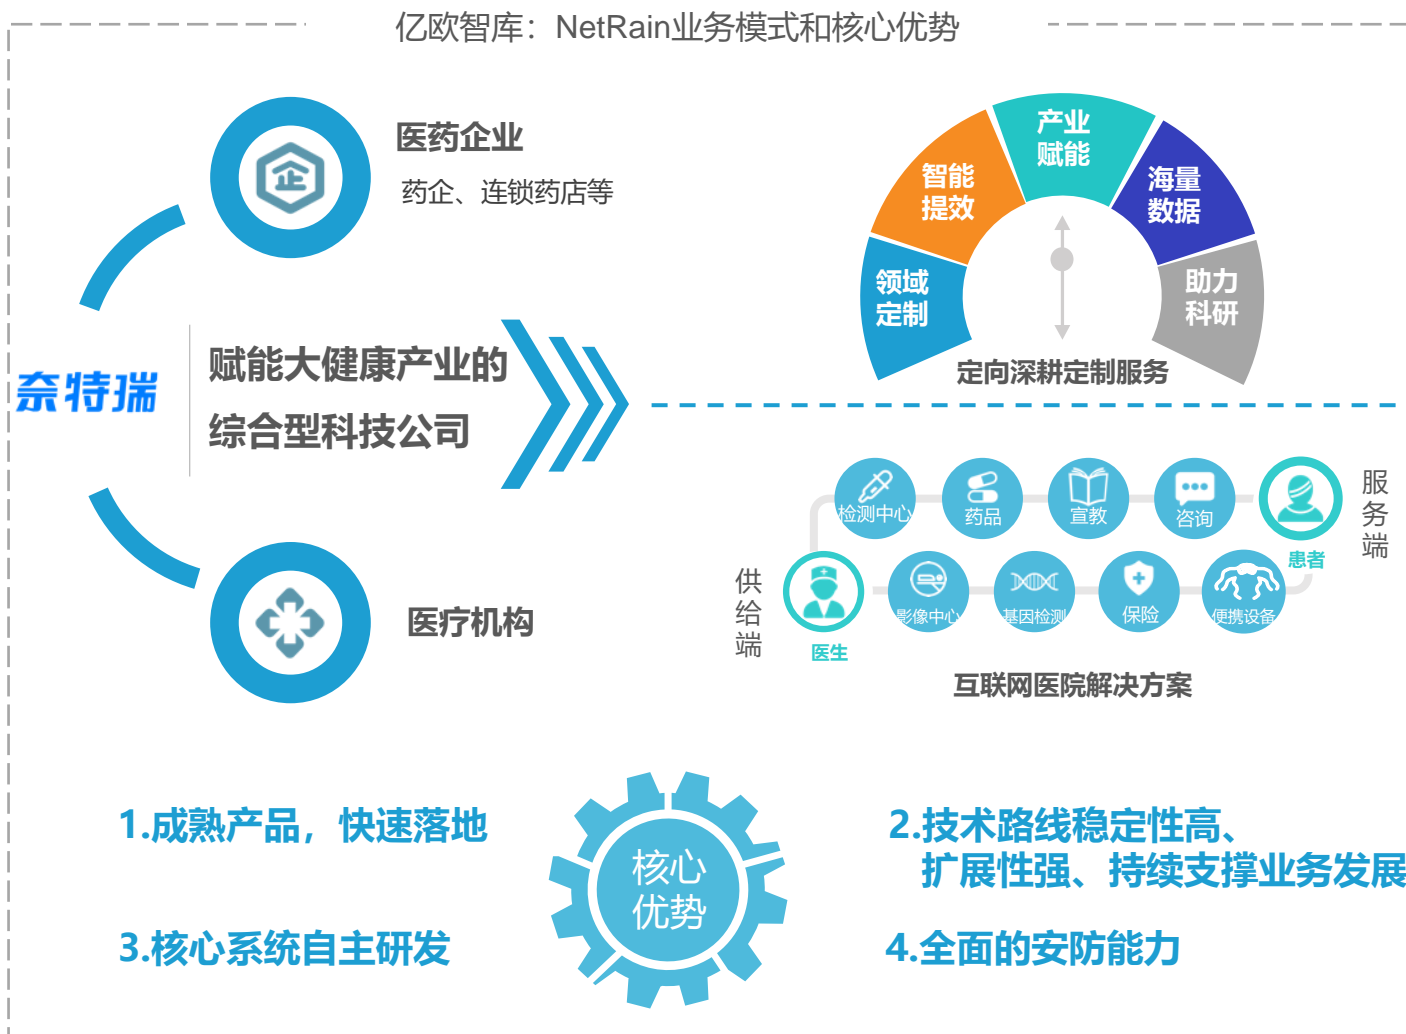 亿欧智库：NetRain业务模式和核心优势
医药企业
药企、连锁药店等
奈特瑞
赋能大健康产业的
综合型科技公司
医疗机构
领域
定制
智能
提效
产业
赋能
海量
数据
助力
科研
定向深耕定制服务
服务端
检测中心
药品
宣教
咨询
患者
供给端
医生
影像中心
基因检测
保险
便携设备
互联网医院解决方案
企
核心
优势
1.成熟产品，快速落地
2.技术路线稳定性高、
扩展性强、持续支撑业务发展
3.核心系统自主研发
4.全面的安防能力